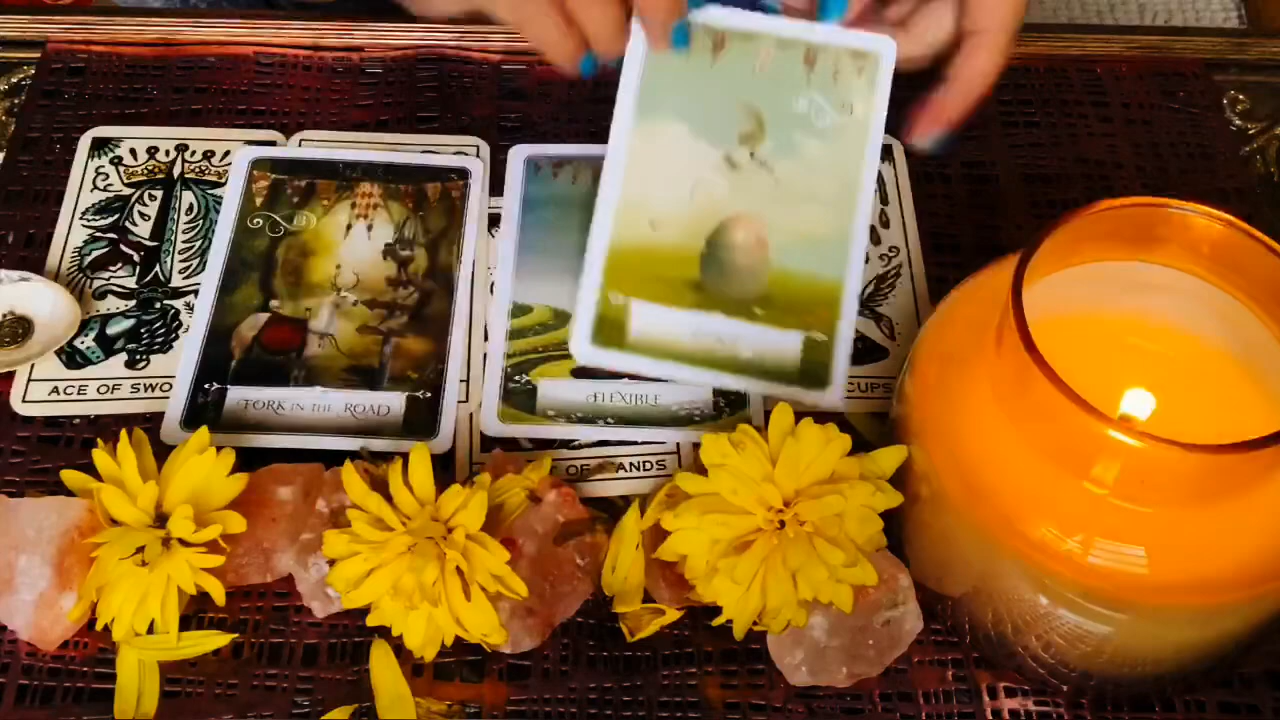 ACE OF SWO
FORK IN THE ROAD
FLEXIBLE
CUPS
OF WANDS